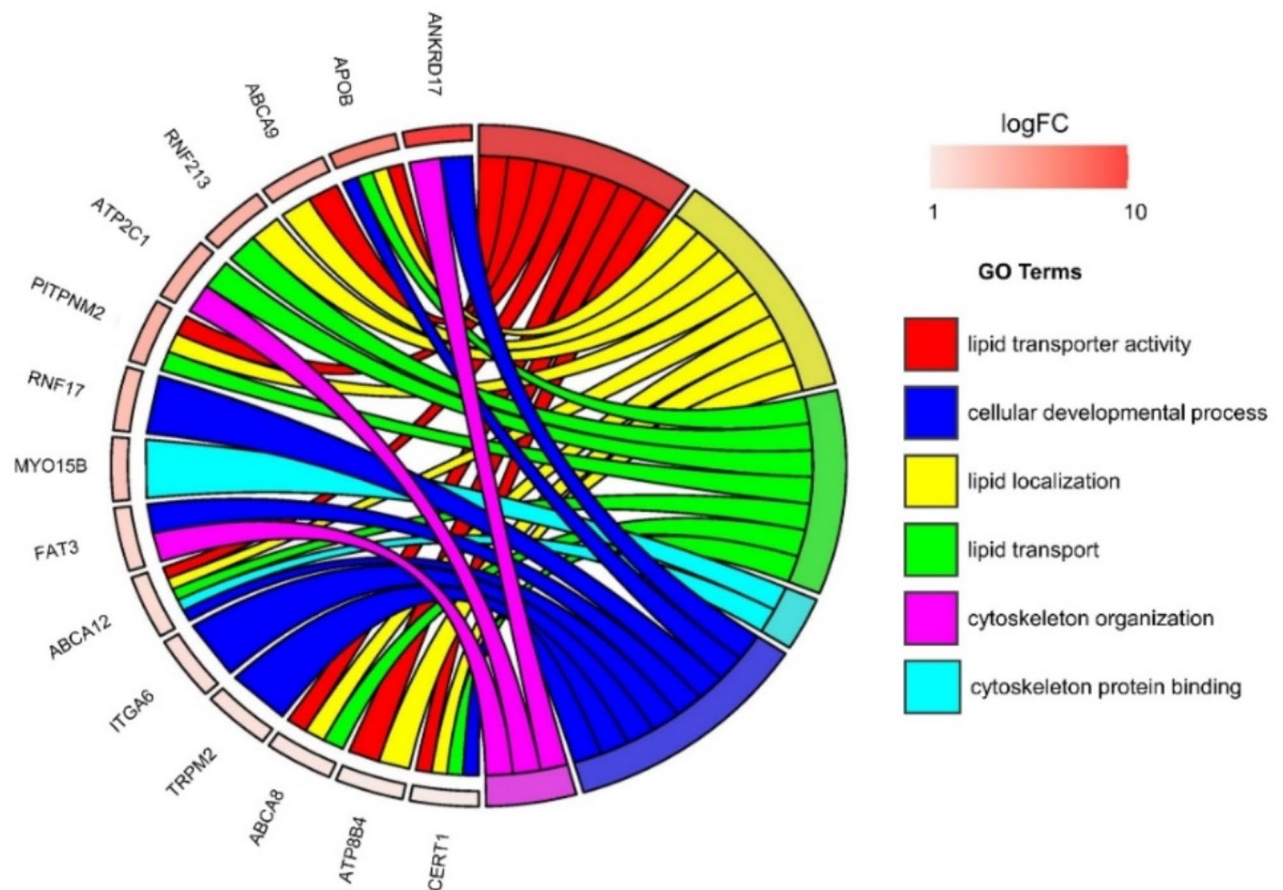 ANKRD17
APOB
ABCA9
RNF213
ATP2C1
PITPNM2
RNF17
MYO15B
FAT3
ABCA12
ITGA6
TRPM2
ABCA8
ATP8B4
CERT1
logFC
1 10
GO Terms
lipid transporter activity
cellular developmental process
lipid localization
lipid transport
cytoskeleton organization
cytoskeleton protein binding